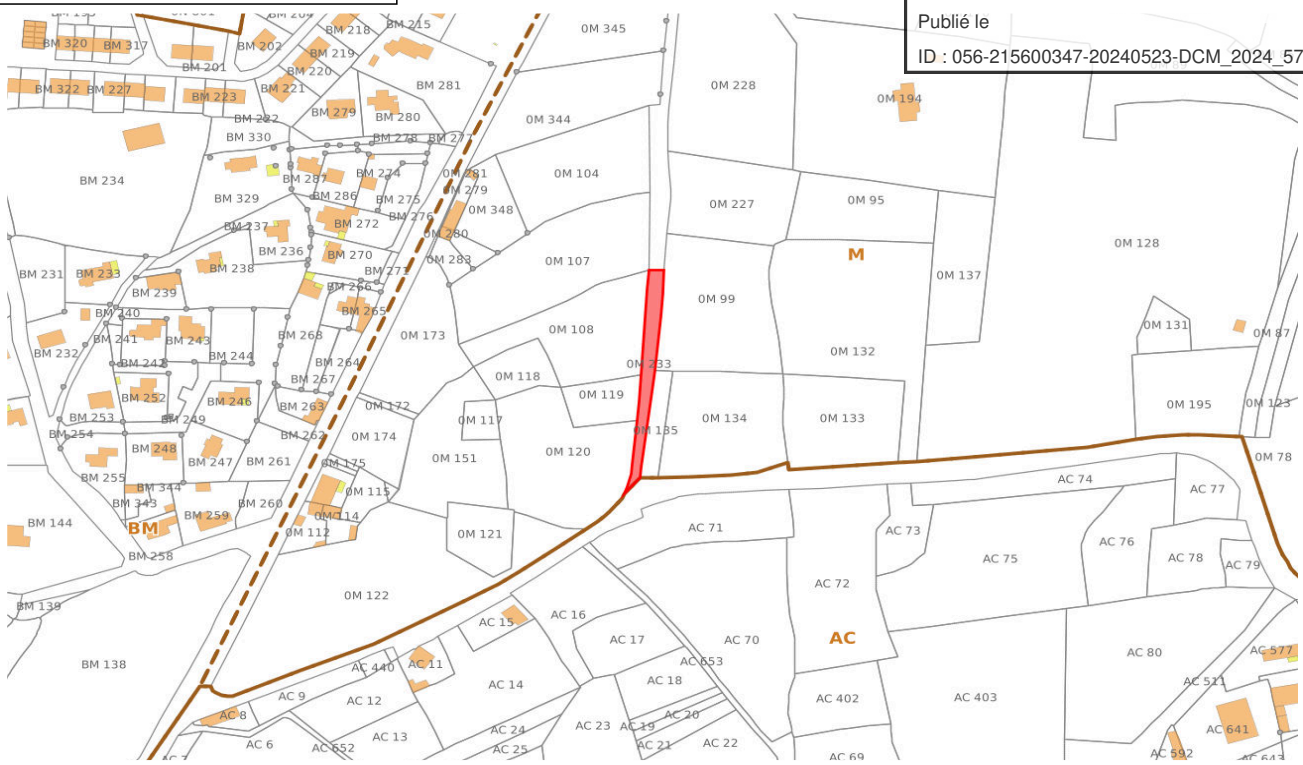 Publié le
ID : 056-215600347-20240523-DCM_2024_57
BM 320
BM 317
BM 202
BM 218
BM 215
BM 219
BM 201
BM 220
BM 221
BM 281
0M 345
0M 228
0M 194
BM 322
BM 227
BM 223
BM 222
BM 279
BM 280
0M 344
BM 330
BM 278
BM 277
BM 234
BM 287
BM 274
0M 281
0M 279
0M 104
BM 329
BM 286
BM 275
BM 276
0M 348
0M 227
0M 95
BM 237
BM 272
0M 280
0M 128
BM 236
BM 270
0M 283
0M 107
M
BM 231
BM 233
BM 238
BM 271
0M 137
BM 239
BM 266
BM 265
0M 99
BM 240
BM 241
BM 243
BM 268
0M 173
0M 108
0M 131
0M 87
BM 232
BM 242
BM 244
BM 264
0M 233
0M 132
BM 267
0M 118
BM 252
BM 246
BM 263
0M 172
0M 119
0M 195
0M 123
BM 253
BM 249
0M 117
0M 134
0M 133
BM 254
BM 262
0M 174
0M 135
BM 248
BM 247
BM 261
0M 175
0M 151
0M 120
0M 78
BM 255
BM 344
BM 343
BM 260
0M 115
AC 74
AC 77
BM 144
BM 259
0M 114
BM
0M 112
0M 121
AC 71
AC 73
AC 76
BM 258
AC 75
AC 78
AC 79
0M 122
AC 72
BM 139
AC 16
AC 15
AC 17
AC 70
AC
BM 138
AC 440
AC 11
AC 653
AC 80
AC 577
AC 14
AC 18
AC 511
AC 9
AC 12
AC 402
AC 403
AC 8
AC 20
AC 24
AC 23
AC 19
AC 641
AC 6
AC 652
AC 13
AC 25
AC 21
AC 22
AC 592
AC 69
AC 643